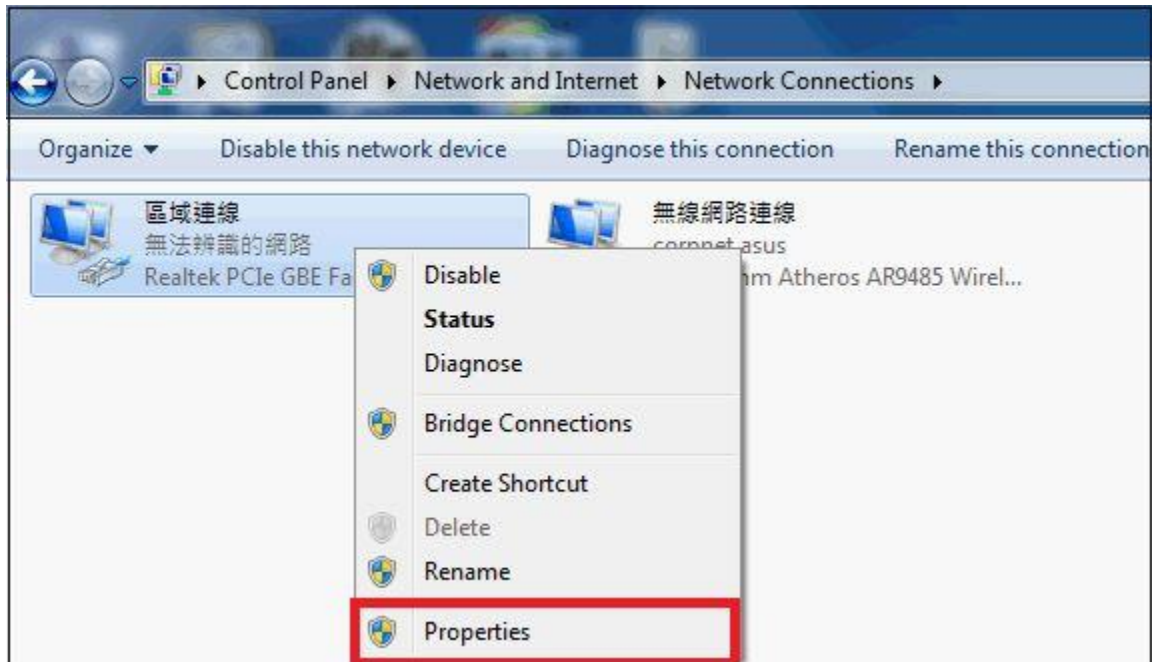 Control Panel ▸ Network and Internet ▸ Network Connections ▸
Organize ▾ Disable this network device Diagnose this connection Rename this connection
區域連線
無法辨識的網路
Realtek PCIe GBE Fa
無線網路連線
corpnet.asus
Atheros AR9485 Wirel...
Disable
Status
Diagnose
Bridge Connections
Create Shortcut
Delete
Rename
Properties